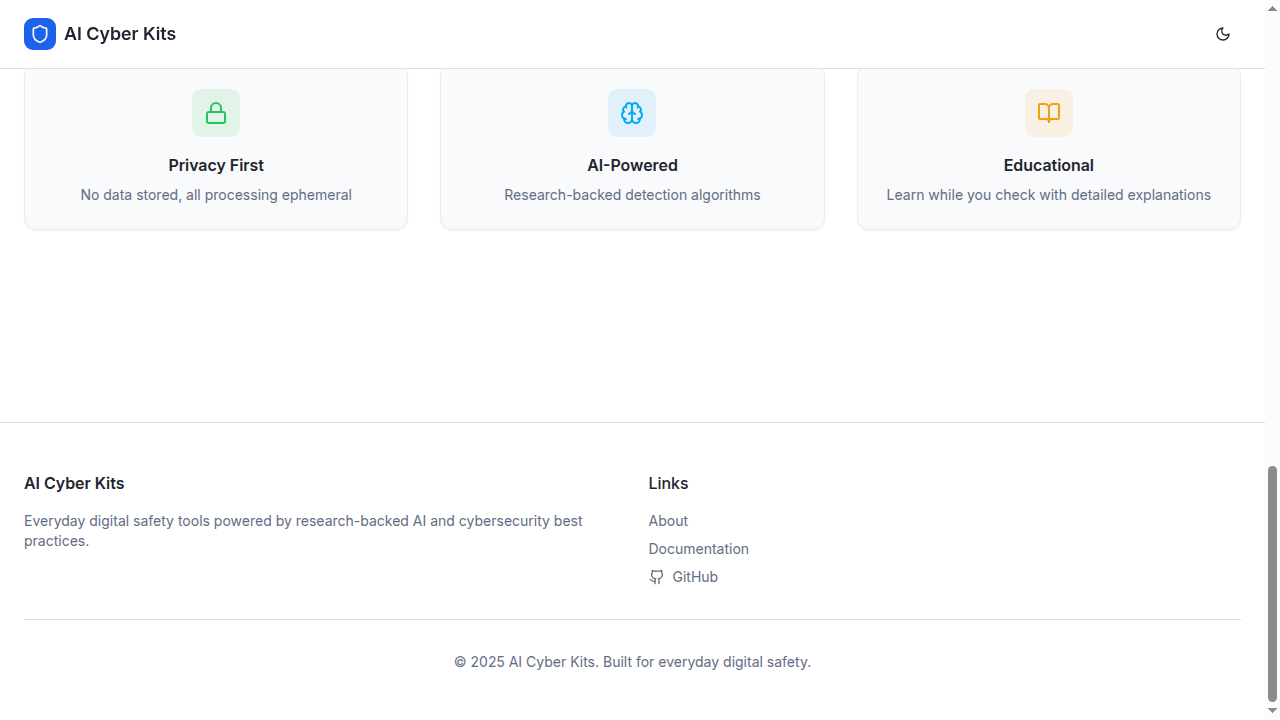 AI Cyber Kits
Privacy First
No data stored, all processing ephemeral
AI-Powered
Research-backed detection algorithms
Educational
Learn while you check with detailed explanations
AI Cyber Kits
Everyday digital safety tools powered by research-backed AI and cybersecurity best
practices.
Links
About
Documentation
GitHub
© 2025 AI Cyber Kits. Built for everyday digital safety.